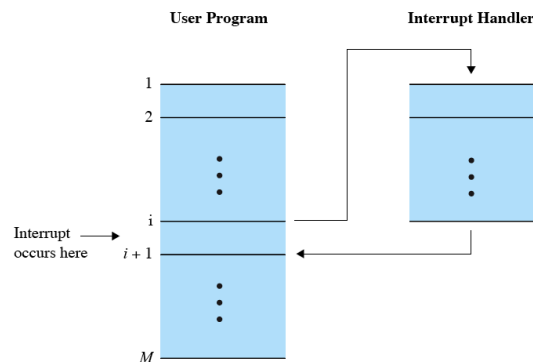 User Program
Interrupt Handler
1
2
i
Interrupt
occurs here
i + 1
M